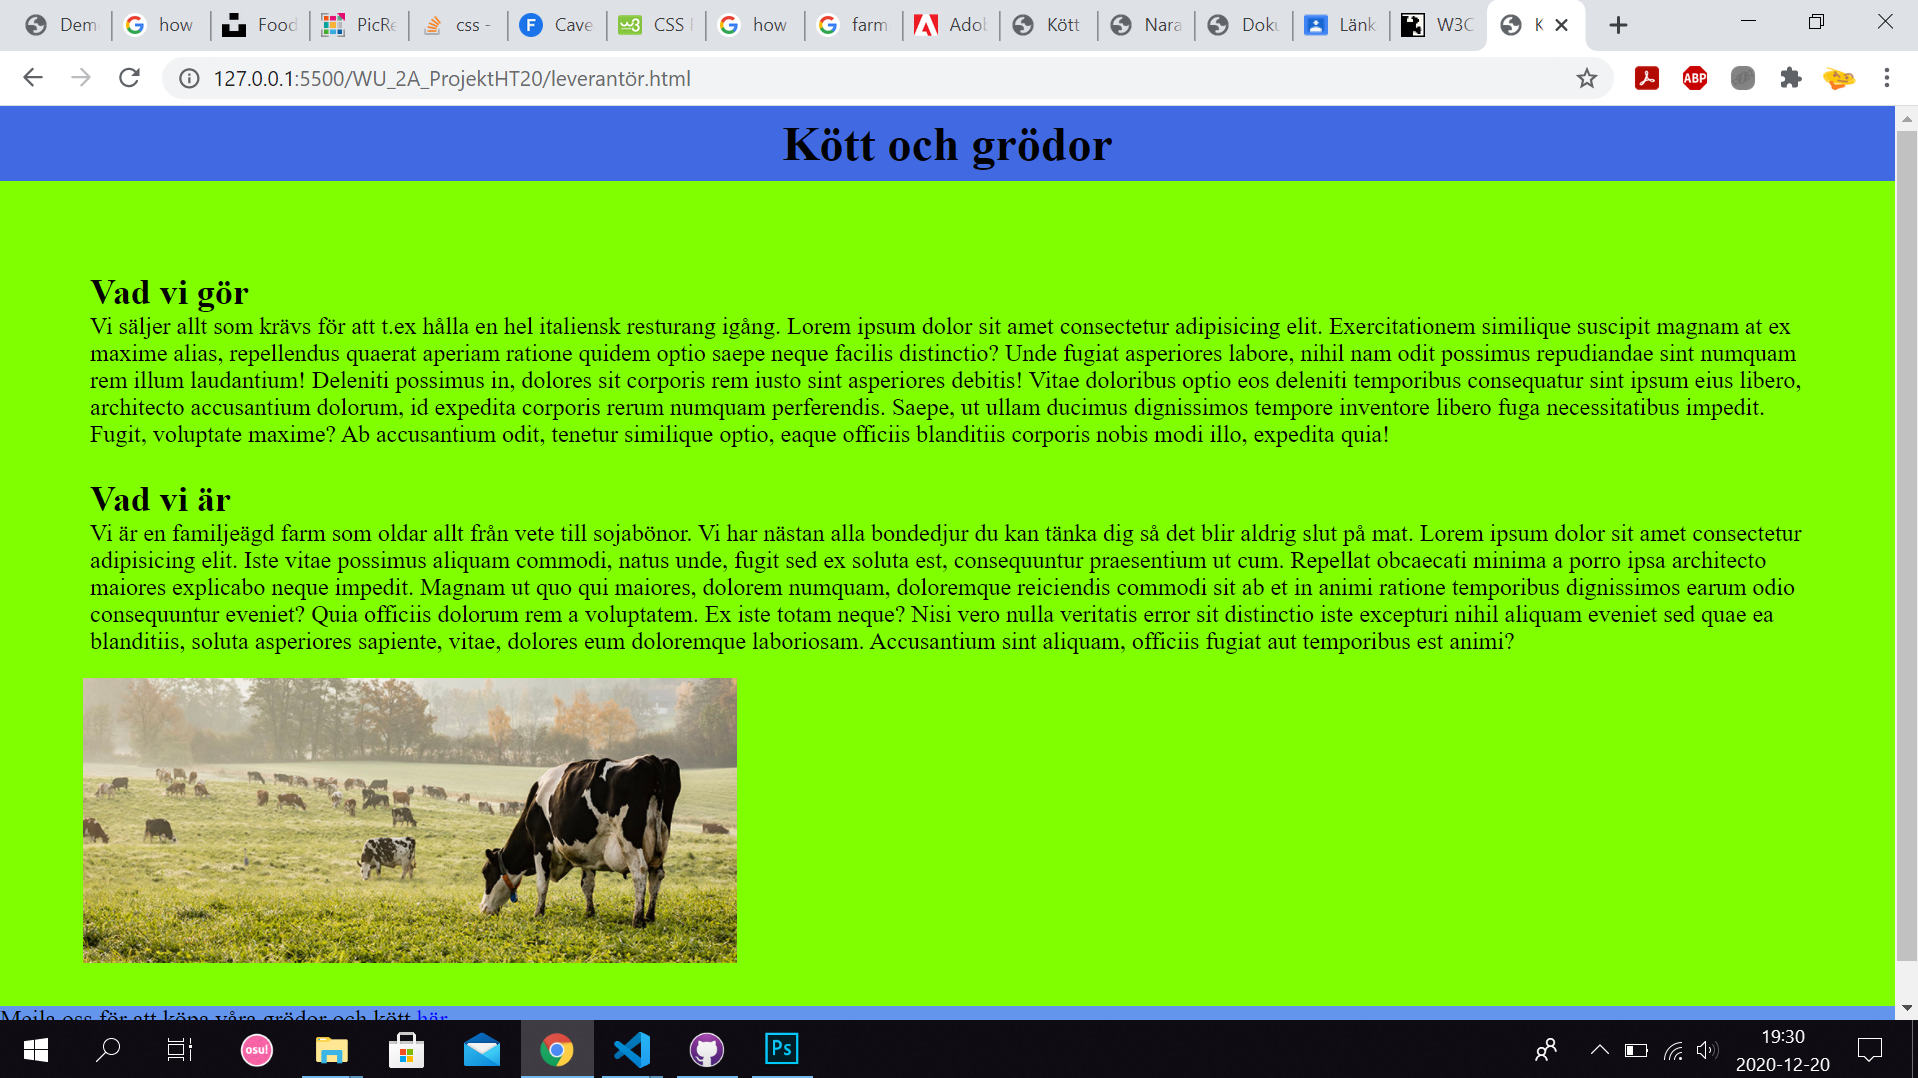 Dem
how
Food
PicRe
css -
Cave
CSS
how
farm
Adob
Kött
Nara
Doku
Länk
W3C
K
127.0.0.1:5500/WU_2A_ProjektHT20/leverantör.html
ABP
Kött och grödor
Vad vi gör
Vi säljer allt som krävs för att t.ex hålla en hel italiensk resturang igång. Lorem ipsum dolor sit amet consectetur adipisicing elit. Exercitationem similique suscipit magnam at ex
maxime alias, repellendus quaerat aperiam ratione quidem optio saepe neque facilis distinctio? Unde fugiat asperiores labore, nihil nam odit possimus repudiandae sint numquam
rem illum laudantium! Deleniti possimus in, dolores sit corporis rem iusto sint asperiores debitis! Vitae doloribus optio eos deleniti temporibus consequatur sint ipsum eius libero,
architecto accusantium dolorum, id expedita corporis rerum numquam perferendis. Saepe, ut ullam ducimus dignissimos tempore inventore libero fuga necessitatibus impedit.
Fugit, voluptate maxime? Ab accusantium odit, tenetur similique optio, eaque officiis blanditiis corporis nobis modi illo, expedita quia!
Vad vi är
Vi är en familjeägd farm som oldar allt från vete till sojabönor. Vi har nästan alla bondedjur du kan tänka dig så det blir aldrig slut på mat. Lorem ipsum dolor sit amet consectetur
adipisicing elit. Iste vitae possimus aliquam commodi, natus unde, fugit sed ex soluta est, consequuntur praesentium ut cum. Repellat obcaecati minima a porro ipsa architecto
maiores explicabo neque impedit. Magnam ut quo qui maiores, dolorem numquam, doloremque reiciendis commodi sit ab et in animi ratione temporibus dignissimos earum odio
consequuntur eveniet? Quia officiis dolorum rem a voluptatem. Ex iste totam neque? Nisi vero nulla veritatis error sit distinctio iste excepturi nihil aliquam eveniet sed quae ea
blanditiis, soluta asperiores sapiente, vitae, dolores eum doloremque laboriosam. Accusantium sint aliquam, officiis fugiat aut temporibus est animi?
Mejla oss för att köpa våra grödor och kött här
osu!
Ps
19:30
2020-12-20